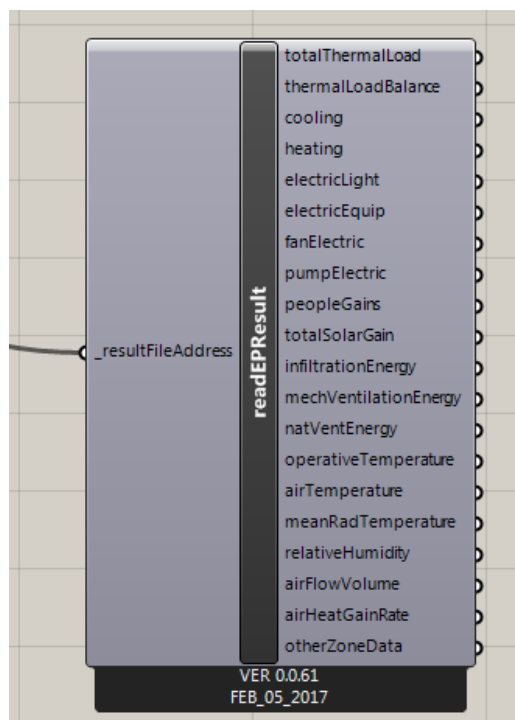 totalThermalLoad
thermalLoadBalance
cooling
heating
electricLight
electricEquip
fanElectric
pumpElectric
peopleGains
totalSolarGain
_resultFileAddress
readEPResult
infiltrationEnergy
mechVentilationEnergy
natVentEnergy
operativeTemperature
airTemperature
meanRadTemperature
relativeHumidity
airFlowVolume
airHeatGainRate
otherZoneData
VER 0.0.61
FEB_05_2017